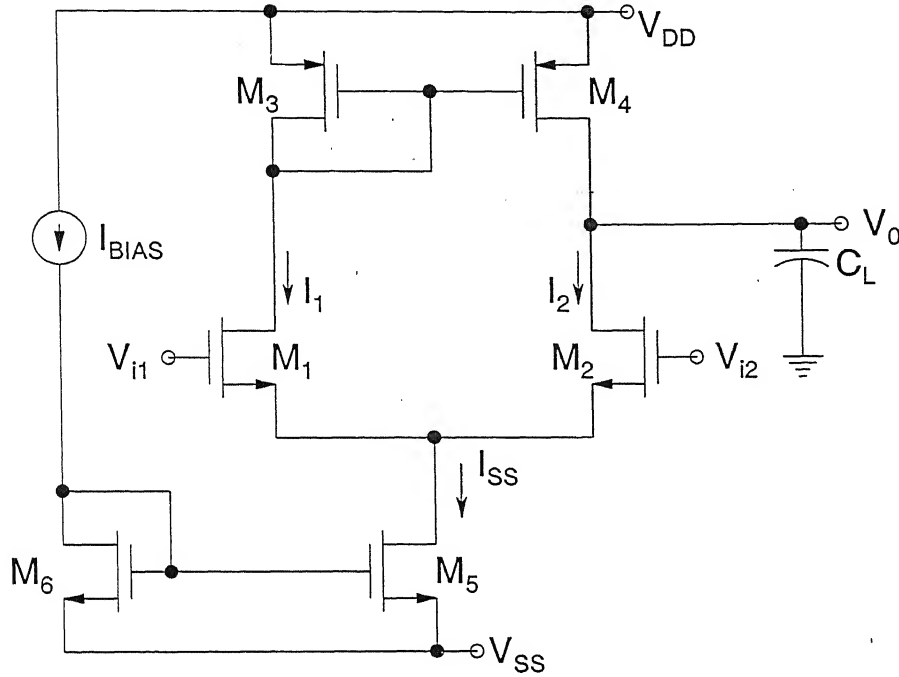 V_DD
M_3
M_4
I_BIAS
V_0
C_L
I_1
I_2
V_i1
M_1
M_2
V_i2
I_SS
M_6
M_5
V_SS